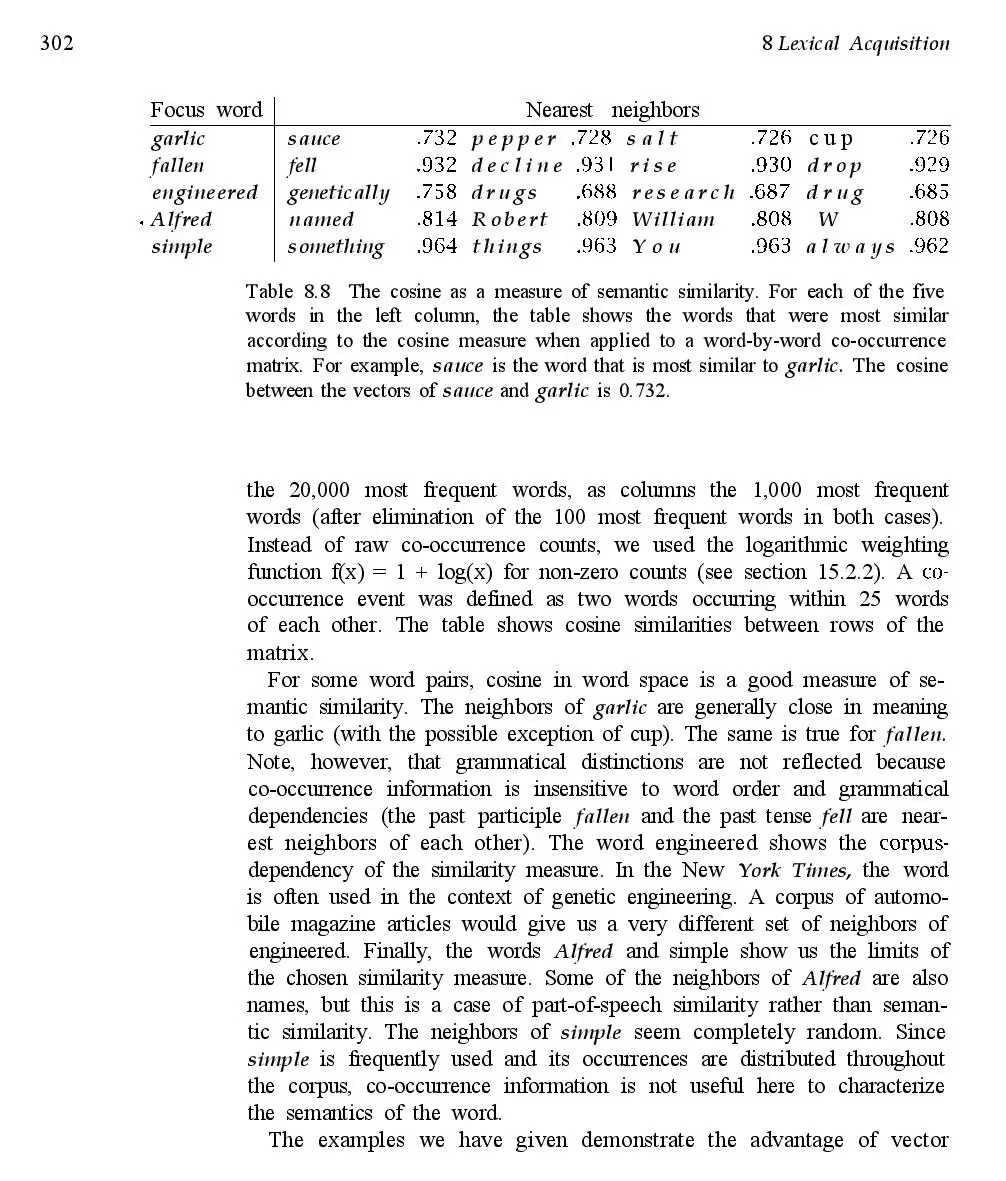 302 8 Lexical Acquisition
Focus word Nearest neighbors
garlic sauce .732 pepper .728 salt .726 cup .726
fallen fell .932 decline .931 rise .930 drop .929
engineered genetically .758 drugs .688 research .687 drug .685
Alfred named .814 Robert .809 William .808 W .808
simple something .964 things .963 You .963 always .962
Table 8.8 The cosine as a measure of semantic similarity. For each of the five
words in the left column, the table shows the words that were most similar
according to the cosine measure when applied to a word-by-word co-occurrence
matrix. For example, sauce is the word that is most similar to garlic. The cosine
between the vectors of sauce and garlic is 0.732.
the 20,000 most frequent words, as columns the 1,000 most frequent
words (after elimination of the 100 most frequent words in both cases).
Instead of raw co-occurrence counts, we used the logarithmic weighting
function f(x) = 1 + log(x) for non-zero counts (see section 15.2.2). A co-
occurrence event was defined as two words occurring within 25 words
of each other. The table shows cosine similarities between rows of the
matrix.
For some word pairs, cosine in word space is a good measure of se-
mantic similarity. The neighbors of garlic are generally close in meaning
to garlic (with the possible exception of cup). The same is true for fallen.
Note, however, that grammatical distinctions are not reflected because
co-occurrence information is insensitive to word order and grammatical
dependencies (the past participle fallen and the past tense fell are near-
est neighbors of each other). The word engineered shows the corpus-
dependency of the similarity measure. In the New York Times, the word
is often used in the context of genetic engineering. A corpus of automo-
bile magazine articles would give us a very different set of neighbors of
engineered. Finally, the words Alfred and simple show us the limits of
the chosen similarity measure. Some of the neighbors of Alfred are also
names, but this is a case of part-of-speech similarity rather than seman-
tic similarity. The neighbors of simple seem completely random. Since
simple is frequently used and its occurrences are distributed throughout
the corpus, co-occurrence information is not useful here to characterize
the semantics of the word.
The examples we have given demonstrate the advantage of vector